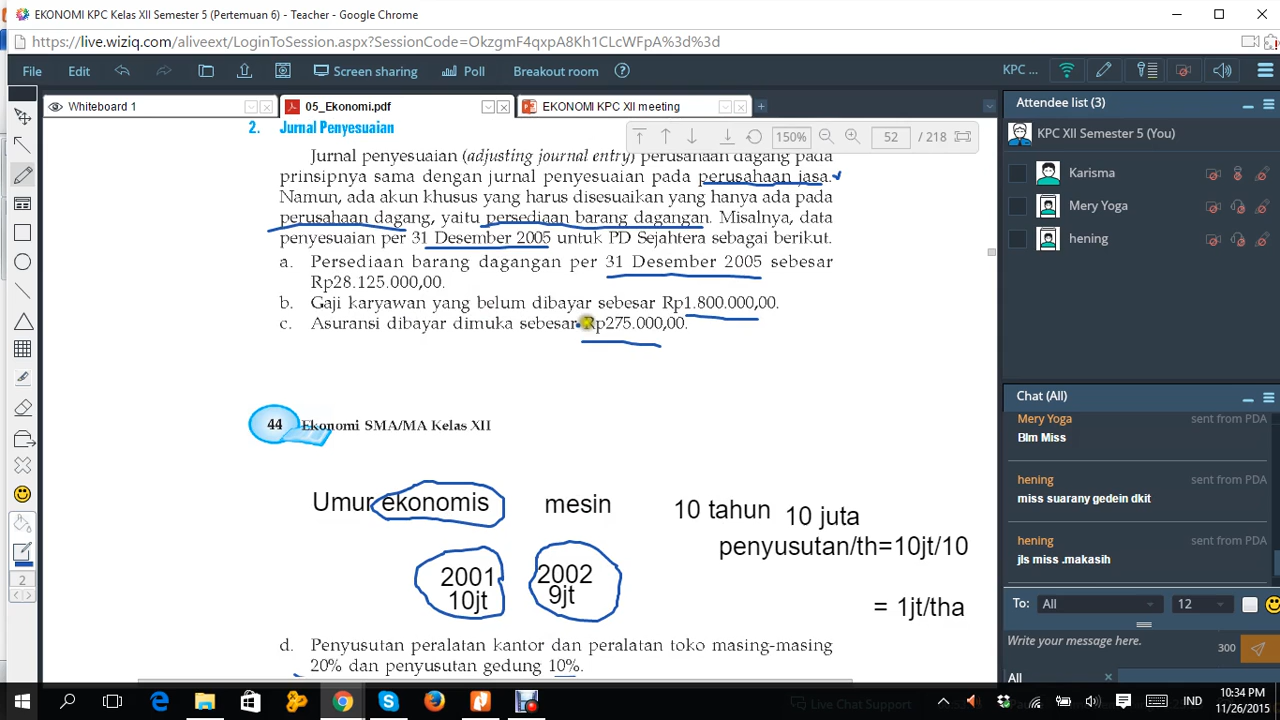 EKONOMI KPC Kelas XII Semester 5 (Pertemuan 6) - Teacher - Google Chrome
https://live.wiziq.com/aliveext/LoginToSession.aspx?SessionCode=OkzgmF4qxpA8Kh1CLcWFpA%3d%3d
File Edit Screen sharing Poll Breakout room ? KPC ...
Whiteboard 1 05_Ekonomi.pdf EKONOMI KPC XII meeting
Attendee list (3)
KPC XII Semester 5 (You)
Karisma
Mery Yoga
hening
150% 52 / 218
2. Jurnal Penyesuaian
Jurnal penyesuaian (adjusting journal entry) perusahaan dagang pada
prinsipnya sama dengan jurnal penyesuaian pada perusahaan jasa.
Namun, ada akun khusus yang harus disesuaikan yang hanya ada pada
perusahaan dagang, yaitu persediaan barang dagangan. Misalnya, data
penyesuaian per 31 Desember 2005 untuk PD Sejahtera sebagai berikut.
a. Persediaan barang dagangan per 31 Desember 2005 sebesar
Rp28.125.000,00.
b. Gaji karyawan yang belum dibayar sebesar Rp1.800.000,00.
c. Asuransi dibayar dimuka sebesar Rp275.000,00.
44 Ekonomi SMA/MA Kelas XII
Umur ekonomis mesin 10 tahun 10 juta
penyusutan/th=10jt/10
2001 2002
10jt 9jt
= 1jt/tha
d. Penyusutan peralatan kantor dan peralatan toko masing-masing
20% dan penyusutan gedung 10%.
2
Chat (All)
Mery Yoga sent from PDA
Blm Miss
hening sent from PDA
miss suarany gedein dkit
hening sent from PDA
jls miss .makasih
To: All 12
Write your message here. 300
All
Live Chat Support
IND
10:34 PM
11/26/2015